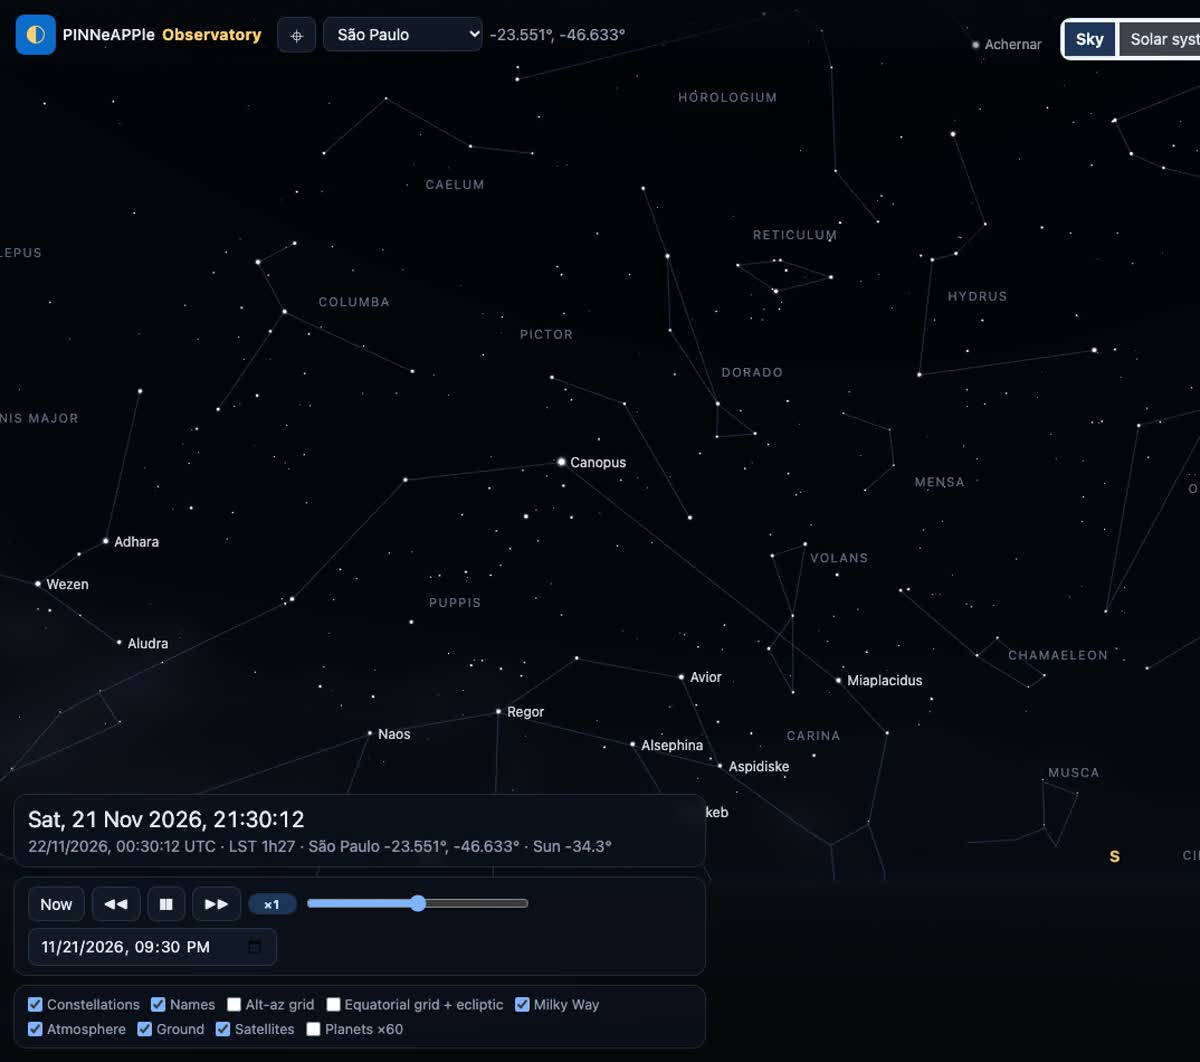 PINNeAPPle Observatory
São Paulo
-23.551°, -46.633°
Achernar
Sky
Solar syst
HOROLOGIUM
CAELUM
RETICULUM
LEPUS
HYDRUS
COLUMBA
PICTOR
DORADO
NIS MAJOR
Canopus
MENSA
O
Adhara
VOLANS
Wezen
PUPPIS
Aludra
CHAMAELEON
Avior
Miaplacidus
Regor
Naos
CARINA
Alsephina
Aspidiske
MUSCA
keb
Sat, 21 Nov 2026, 21:30:12
22/11/2026, 00:30:12 UTC · LST 1h27 · São Paulo -23.551°, -46.633° · Sun -34.3°
S
CI
Now
×1
11/21/2026, 09:30 PM
Constellations Names Alt-az grid Equatorial grid + ecliptic Milky Way
Atmosphere Ground Satellites Planets ×60